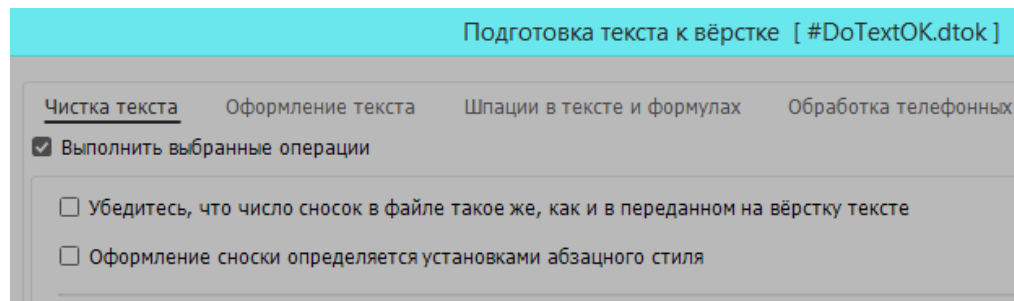 Подготовка текста к вёрстке [ #DoTextOK.dtok ]
Чистка текста Оформление текста Шпации в тексте и формулах Обработка телефонных
Выполнить выбранные операции
Убедитесь, что число сносок в файле такое же, как и в переданном на вёрстку тексте
Оформление сноски определяется установками абзацного стиля